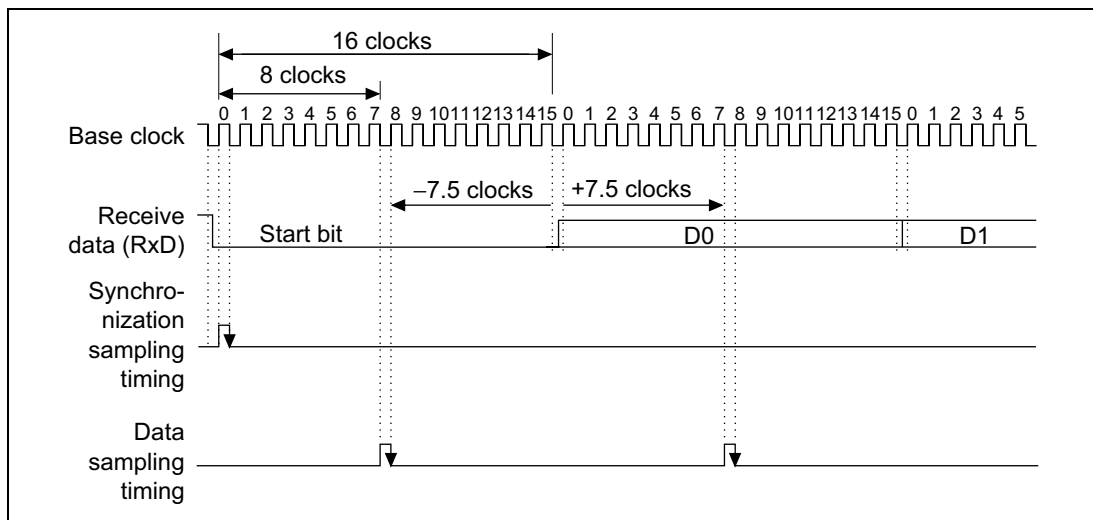 16 clocks
8 clocks
0 1 2 3 4 5 6 7 8 9 10 11 12 13 14 15 0 1 2 3 4 5 6 7 8 9 10 11 12 13 14 15 0 1 2 3 4 5
Base clock
–7.5 clocks +7.5 clocks
Receive
data (RxD)
Start bit D0 D1
Synchro-
nization
sampling
timing
Data
sampling
timing